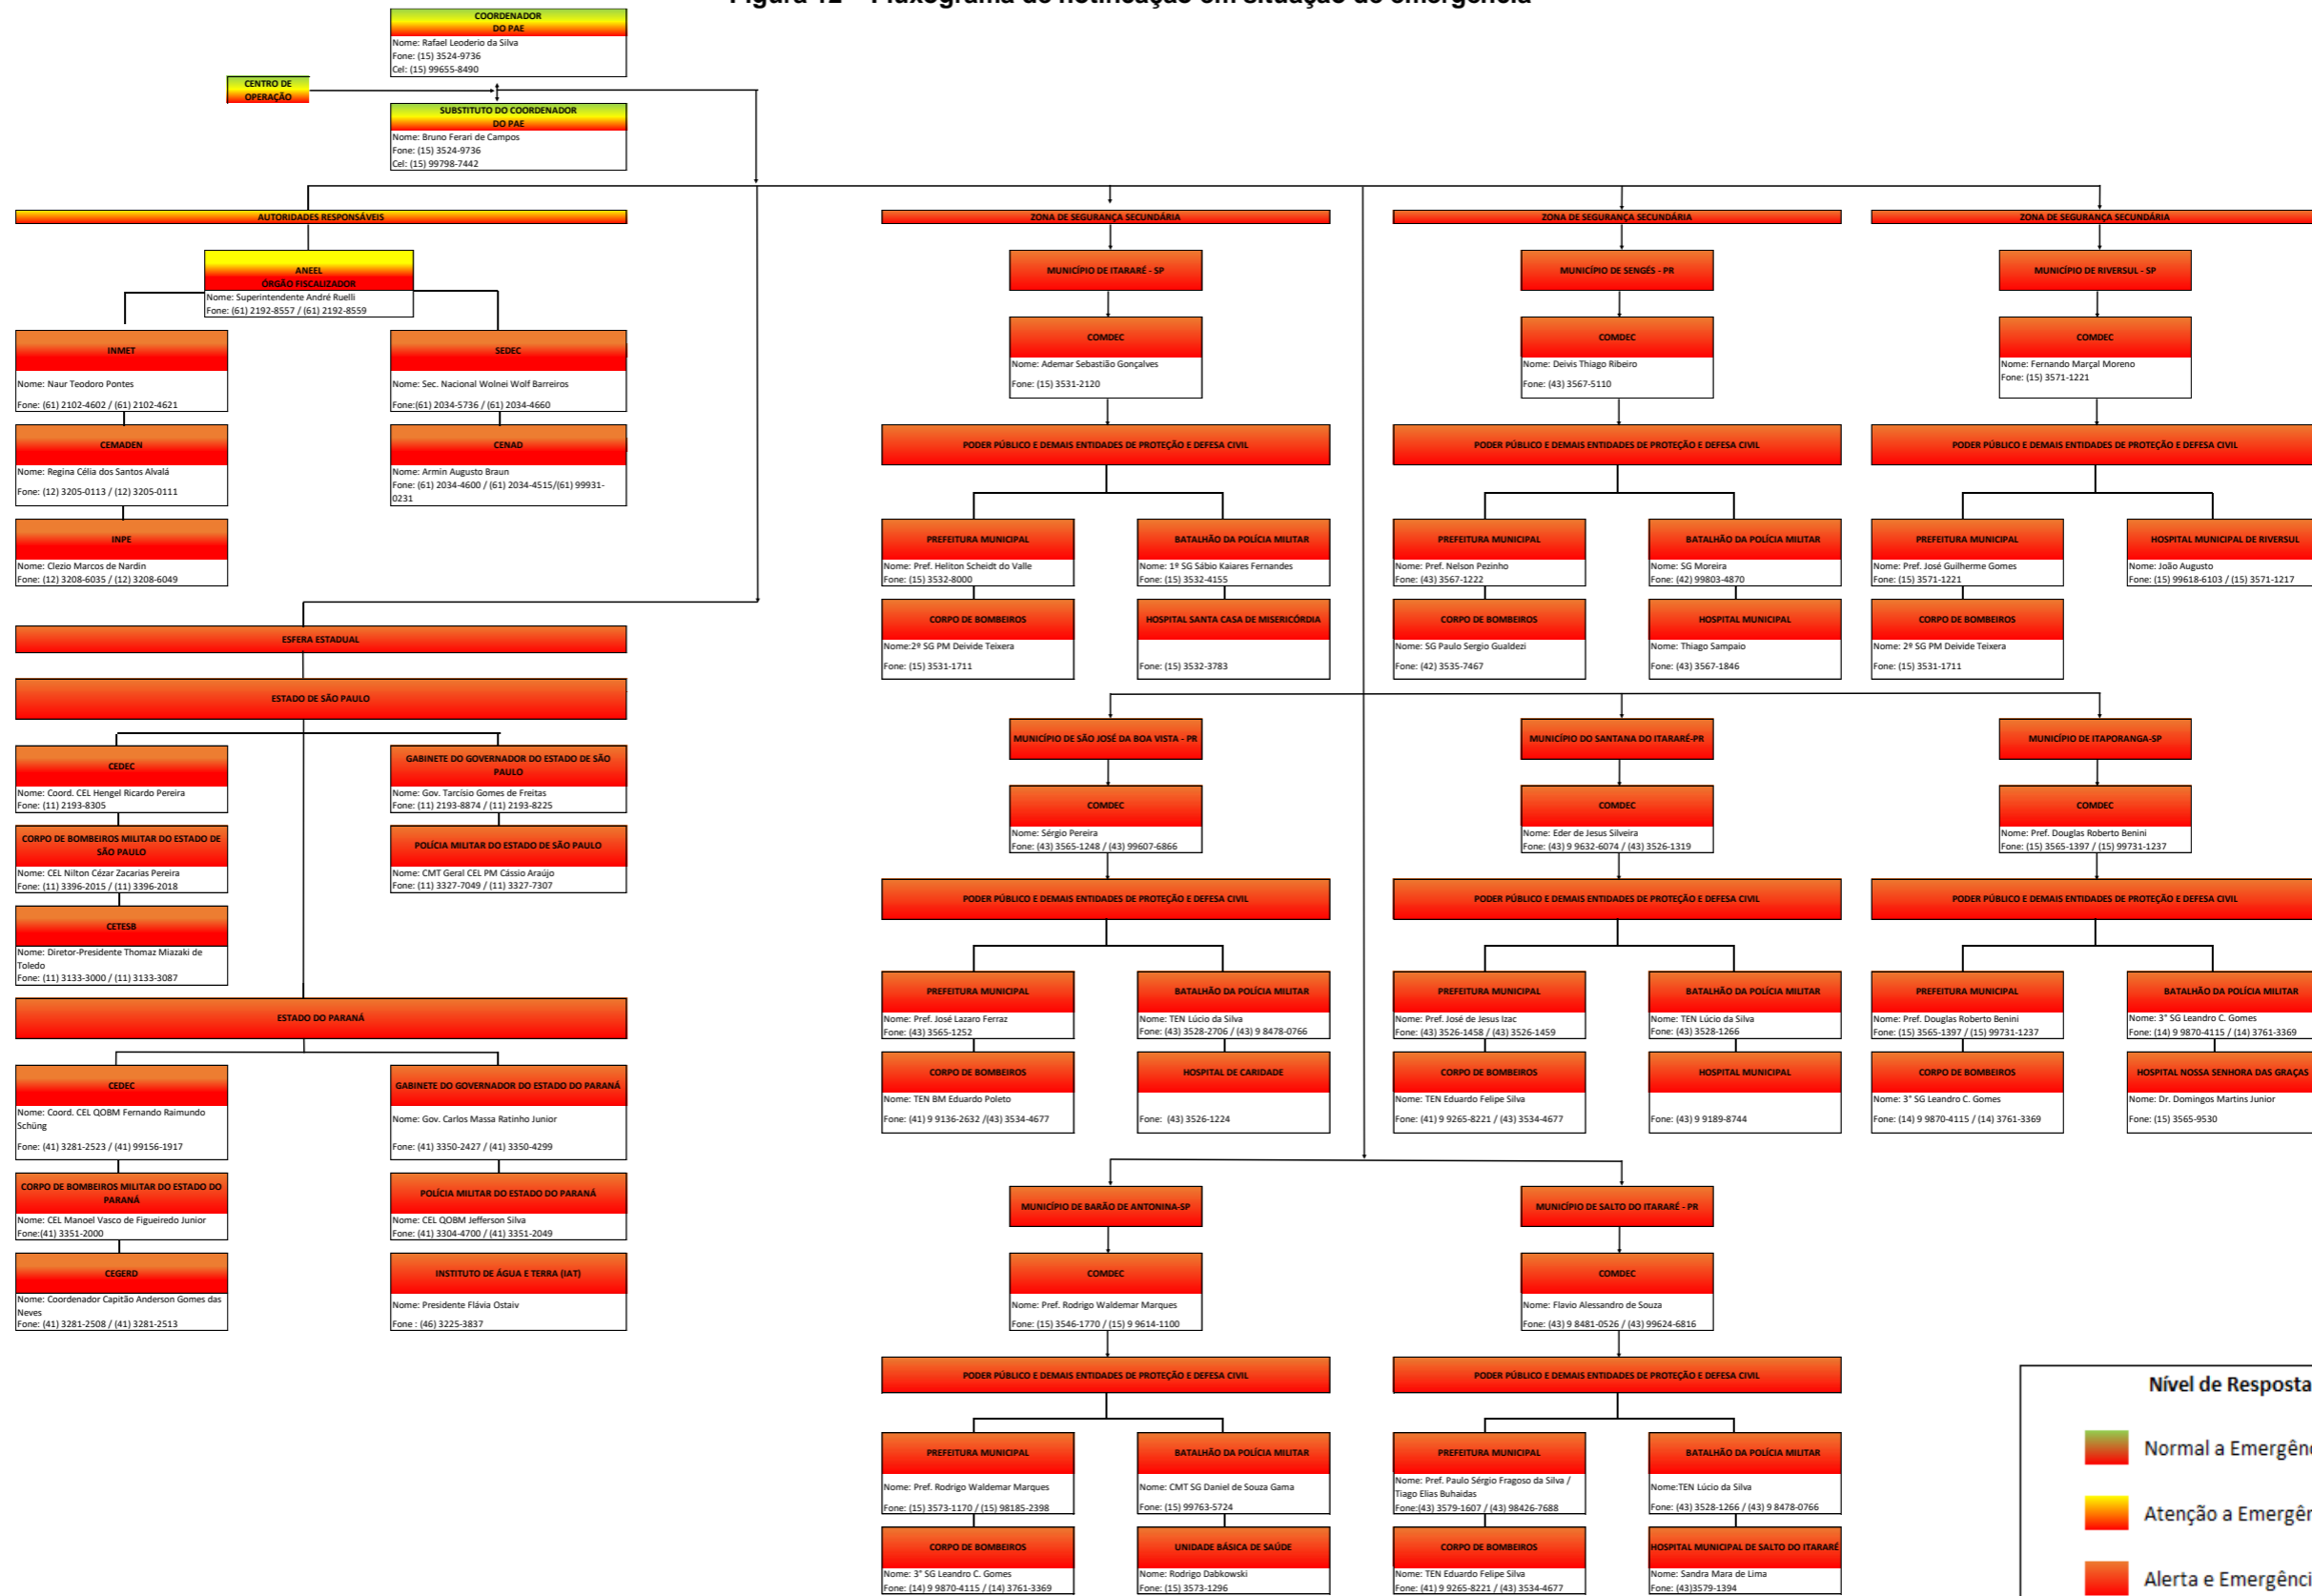 COORDENADOR
DO PAE
Nome: Rafael Leoderio da Silva
Fone: (15) 3524-9736
Cel: (15) 99655-8490
CENTRO DE
OPERAÇÃO
SUBSTITUTO DO COORDENADOR
DO PAE
Nome: Bruno Ferari de Campos
Fone: (15) 3524-9736
Cel: (15) 99798-7442
AUTORIDADES RESPONSÁVEIS
ANEEL
ÓRGÃO FISCALIZADOR
Nome: Superintendente André Ruelli
Fone: (61) 2192-8557 / (61) 2192-8559
INMET
Nome: Naur Teodoro Pontes
Fone: (61) 2102-4602 / (61) 2102-4621
SEDEC
Nome: Sec. Nacional Wolnei Wolf Barreiros
Fone:(61) 2034-5736 / (61) 2034-4660
CEMADEN
Nome: Regina Célia dos Santos Alvalá
Fone: (12) 3205-0113 / (12) 3205-0111
CENAD
Nome: Armin Augusto Braun
Fone: (61) 2034-4600 / (61) 2034-4515/(61) 99931-
0231
INPE
Nome: Clezio Marcos de Nardin
Fone: (12) 3208-6035 / (12) 3208-6049
ESFERA ESTADUAL
ESTADO DE SÃO PAULO
CEDEC
Nome: Coord. CEL Hengel Ricardo Pereira
Fone: (11) 2193-8305
GABINETE DO GOVERNADOR DO ESTADO DE SÃO
PAULO
Nome: Gov. Tarcísio Gomes de Freitas
Fone: (11) 2193-8874 / (11) 2193-8225
CORPO DE BOMBEIROS MILITAR DO ESTADO DE
SÃO PAULO
Nome: CEL Nilton Cézar Zacarias Pereira
Fone: (11) 3396-2015 / (11) 3396-2018
POLÍCIA MILITAR DO ESTADO DE SÃO PAULO
Nome: CMT Geral CEL PM Cássio Araújo
Fone: (11) 3327-7049 / (11) 3327-7307
CETESB
Nome: Diretor-Presidente Thomaz Miazaki de
Toledo
Fone: (11) 3133-3000 / (11) 3133-3087
ESTADO DO PARANÁ
CEDEC
Nome: Coord. CEL QOBM Fernando Raimundo
Schüng
Fone: (41) 3281-2523 / (41) 99156-1917
GABINETE DO GOVERNADOR DO ESTADO DO PARANÁ
Nome: Gov. Carlos Massa Ratinho Junior
Fone: (41) 3350-2427 / (41) 3350-4299
CORPO DE BOMBEIROS MILITAR DO ESTADO DO
PARANÁ
Nome: CEL Manoel Vasco de Figueiredo Junior
Fone:(41) 3351-2000
POLÍCIA MILITAR DO ESTADO DO PARANÁ
Nome: CEL QOBM Jefferson Silva
Fone: (41) 3304-4700 / (41) 3351-2049
CEGERD
Nome: Coordenador Capitão Anderson Gomes das
Neves
Fone: (41) 3281-2508 / (41) 3281-2513
INSTITUTO DE ÁGUA E TERRA (IAT)
Nome: Presidente Flávia Ostaiv
Fone : (46) 3225-3837
ZONA DE SEGURANÇA SECUNDÁRIA
MUNICÍPIO DE ITARARÉ - SP
COMDEC
Nome: Ademar Sebastião Gonçalves
Fone: (15) 3531-2120
PODER PÚBLICO E DEMAIS ENTIDADES DE PROTEÇÃO E DEFESA CIVIL
PREFEITURA MUNICIPAL
Nome: Pref. Heliton Scheidt do Valle
Fone: (15) 3532-8000
BATALHÃO DA POLÍCIA MILITAR
Nome: 1º SG Sábio Kaiares Fernandes
Fone: (15) 3532-4155
CORPO DE BOMBEIROS
Nome:2º SG PM Deivide Teixera
Fone: (15) 3531-1711
HOSPITAL SANTA CASA DE MISERICÓRDIA
Fone: (15) 3532-3783
ZONA DE SEGURANÇA SECUNDÁRIA
MUNICÍPIO DE SENGÉS - PR
COMDEC
Nome: Deivis Thiago Ribeiro
Fone: (43) 3567-5110
PODER PÚBLICO E DEMAIS ENTIDADES DE PROTEÇÃO E DEFESA CIVIL
PREFEITURA MUNICIPAL
Nome: Pref. Nelson Pezinho
Fone: (43) 3567-1222
BATALHÃO DA POLÍCIA MILITAR
Nome: SG Moreira
Fone: (42) 99803-4870
CORPO DE BOMBEIROS
Nome: SG Paulo Sergio Gualdezi
Fone: (42) 3535-7467
HOSPITAL MUNICIPAL
Nome: Thiago Sampaio
Fone: (43) 3567-1846
ZONA DE SEGURANÇA SECUNDÁRIA
MUNICÍPIO DE RIVERSUL - SP
COMDEC
Nome: Fernando Marçal Moreno
Fone: (15) 3571-1221
PODER PÚBLICO E DEMAIS ENTIDADES DE PROTEÇÃO E DEFESA CIVIL
PREFEITURA MUNICIPAL
Nome: Pref. José Guilherme Gomes
Fone: (15) 3571-1221
HOSPITAL MUNICIPAL DE RIVERSUL
Nome: João Augusto
Fone: (15) 99618-6103 / (15) 3571-1217
CORPO DE BOMBEIROS
Nome: 2º SG PM Deivide Teixera
Fone: (15) 3531-1711
MUNICÍPIO DE SÃO JOSÉ DA BOA VISTA - PR
COMDEC
Nome: Sérgio Pereira
Fone: (43) 3565-1248 / (43) 99607-6866
PODER PÚBLICO E DEMAIS ENTIDADES DE PROTEÇÃO E DEFESA CIVIL
PREFEITURA MUNICIPAL
Nome: Pref. José Lazaro Ferraz
Fone: (43) 3565-1252
BATALHÃO DA POLÍCIA MILITAR
Nome: TEN Lúcio da Silva
Fone: (43) 3528-2706 / (43) 9 8478-0766
CORPO DE BOMBEIROS
Nome: TEN BM Eduardo Poleto
Fone: (41) 9 9136-2632 /(43) 3534-4677
HOSPITAL DE CARIDADE
Fone: (43) 3526-1224
MUNICÍPIO DO SANTANA DO ITARARÉ-PR
COMDEC
Nome: Eder de Jesus Silveira
Fone: (43) 9 9632-6074 / (43) 3526-1319
PODER PÚBLICO E DEMAIS ENTIDADES DE PROTEÇÃO E DEFESA CIVIL
PREFEITURA MUNICIPAL
Nome: Pref. José de Jesus Izac
Fone: (43) 3526-1458 / (43) 3526-1459
BATALHÃO DA POLÍCIA MILITAR
Nome: TEN Lúcio da Silva
Fone: (43) 3528-1266
CORPO DE BOMBEIROS
Nome: TEN Eduardo Felipe Silva
Fone: (41) 9 9265-8221 / (43) 3534-4677
HOSPITAL MUNICIPAL
Fone: (43) 9 9189-8744
MUNICÍPIO DE ITAPORANGA-SP
COMDEC
Nome: Pref. Douglas Roberto Benini
Fone: (15) 3565-1397 / (15) 99731-1237
PODER PÚBLICO E DEMAIS ENTIDADES DE PROTEÇÃO E DEFESA CIVIL
PREFEITURA MUNICIPAL
Nome: Pref. Douglas Roberto Benini
Fone: (15) 3565-1397 / (15) 99731-1237
BATALHÃO DA POLÍCIA MILITAR
Nome: 3° SG Leandro C. Gomes
Fone: (14) 9 9870-4115 / (14) 3761-3369
CORPO DE BOMBEIROS
Nome: 3° SG Leandro C. Gomes
Fone: (14) 9 9870-4115 / (14) 3761-3369
HOSPITAL NOSSA SENHORA DAS GRAÇAS
Nome: Dr. Domingos Martins Junior
Fone: (15) 3565-9530
MUNICÍPIO DE BARÃO DE ANTONINA-SP
COMDEC
Nome: Pref. Rodrigo Waldemar Marques
Fone: (15) 3546-1770 / (15) 9 9614-1100
PODER PÚBLICO E DEMAIS ENTIDADES DE PROTEÇÃO E DEFESA CIVIL
PREFEITURA MUNICIPAL
Nome: Pref. Rodrigo Waldemar Marques
Fone: (15) 3573-1170 / (15) 98185-2398
BATALHÃO DA POLÍCIA MILITAR
Nome: CMT SG Daniel de Souza Gama
Fone: (15) 99763-5724
CORPO DE BOMBEIROS
Nome: 3° SG Leandro C. Gomes
Fone: (14) 9 9870-4115 / (14) 3761-3369
UNIDADE BÁSICA DE SAÚDE
Nome: Rodrigo Dabkowski
Fone: (15) 3573-1296
MUNICÍPIO DE SALTO DO ITARARÉ - PR
COMDEC
Nome: Flavio Alessandro de Souza
Fone: (43) 9 8481-0526 / (43) 99624-6816
PODER PÚBLICO E DEMAIS ENTIDADES DE PROTEÇÃO E DEFESA CIVIL
PREFEITURA MUNICIPAL
Nome: Pref. Paulo Sérgio Fragoso da Silva /
Tiago Elias Buhaidas
Fone:(43) 3579-1607 / (43) 98426-7688
BATALHÃO DA POLÍCIA MILITAR
Nome:TEN Lúcio da Silva
Fone: (43) 3528-1266 / (43) 9 8478-0766
CORPO DE BOMBEIROS
Nome: TEN Eduardo Felipe Silva
Fone: (41) 9 9265-8221 / (43) 3534-4677
HOSPITAL MUNICIPAL DE SALTO DO ITARARÉ
Nome: Sandra Mara de Lima
Fone: (43)3579-1394
Nível de Resposta
Normal a Emergênc
Atenção a Emergên
Alerta e Emergênci